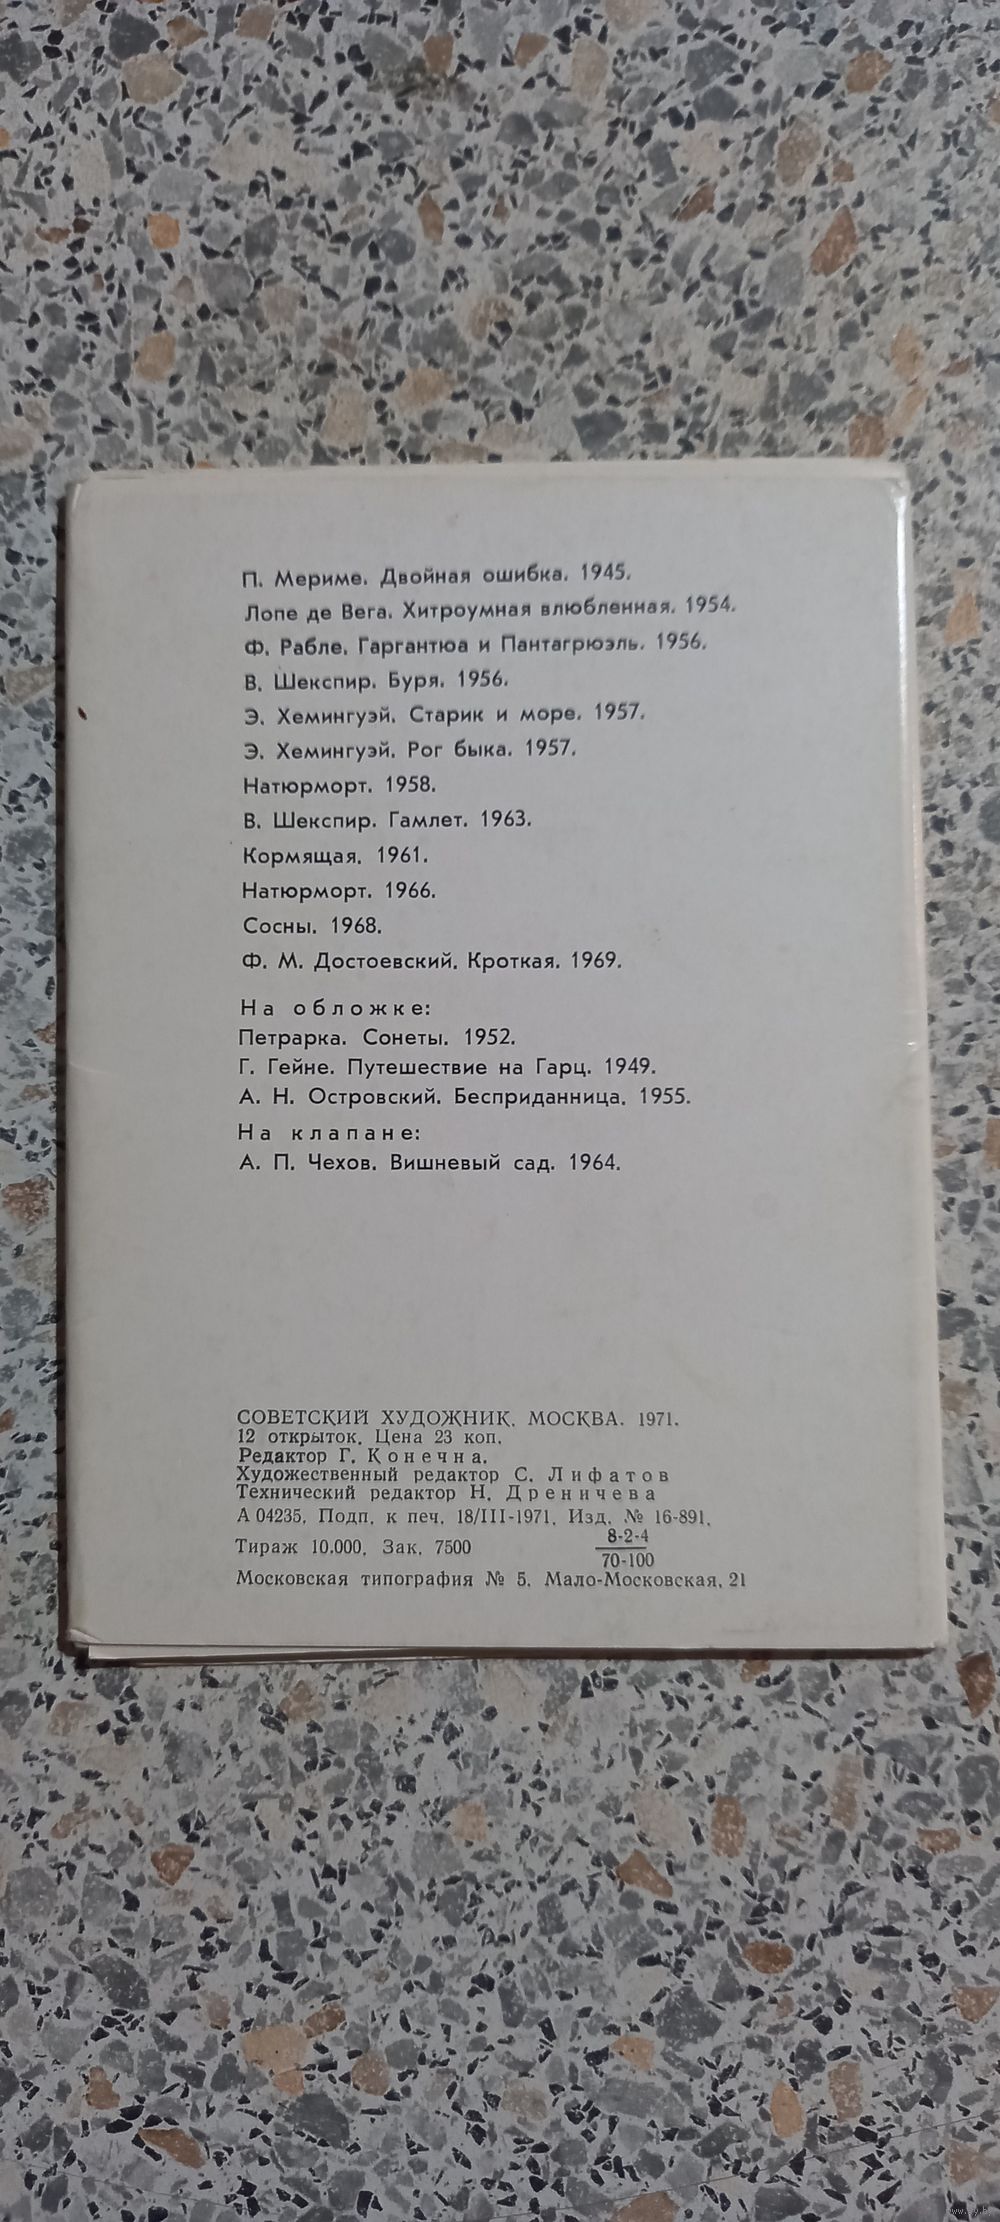 П. Мериме. Двойная ошибка. 1945.
Лопе де Вега. Хитроумная влюбленная. 1954.
Ф. Рабле. Гаргантюа и Пантагрюэль. 1956.
В. Шекспир. Буря. 1956.
Э. Хемингуэй. Старик и море. 1957.
Э. Хемингуэй. Рог быка. 1957.
Натюрморт. 1958.
В. Шекспир. Гамлет. 1963.
Кормящая. 1961.
Натюрморт. 1966.
Сосны. 1968.
Ф. М. Достоевский. Кроткая. 1969.
На обложке:
Петрарка. Сонеты. 1952.
Г. Гейне. Путешествие на Гарц. 1949.
А. Н. Островский. Бесприданница. 1955.
На клапане:
А. П. Чехов. Вишневый сад. 1964.
СОВЕТСКИЙ ХУДОЖНИК. МОСКВА. 1971.
12 открыток. Цена 23 коп.
Редактор Г. Конечна.
Художественный редактор С. Лифатов
Технический редактор Н. Дреничева
А 04235. Подп. к печ. 18/III-1971. Изд. № 16-891.
Тираж 10.000. Зак. 7500 8-2-4
70-100
Московская типография № 5. Мало-Московская, 21